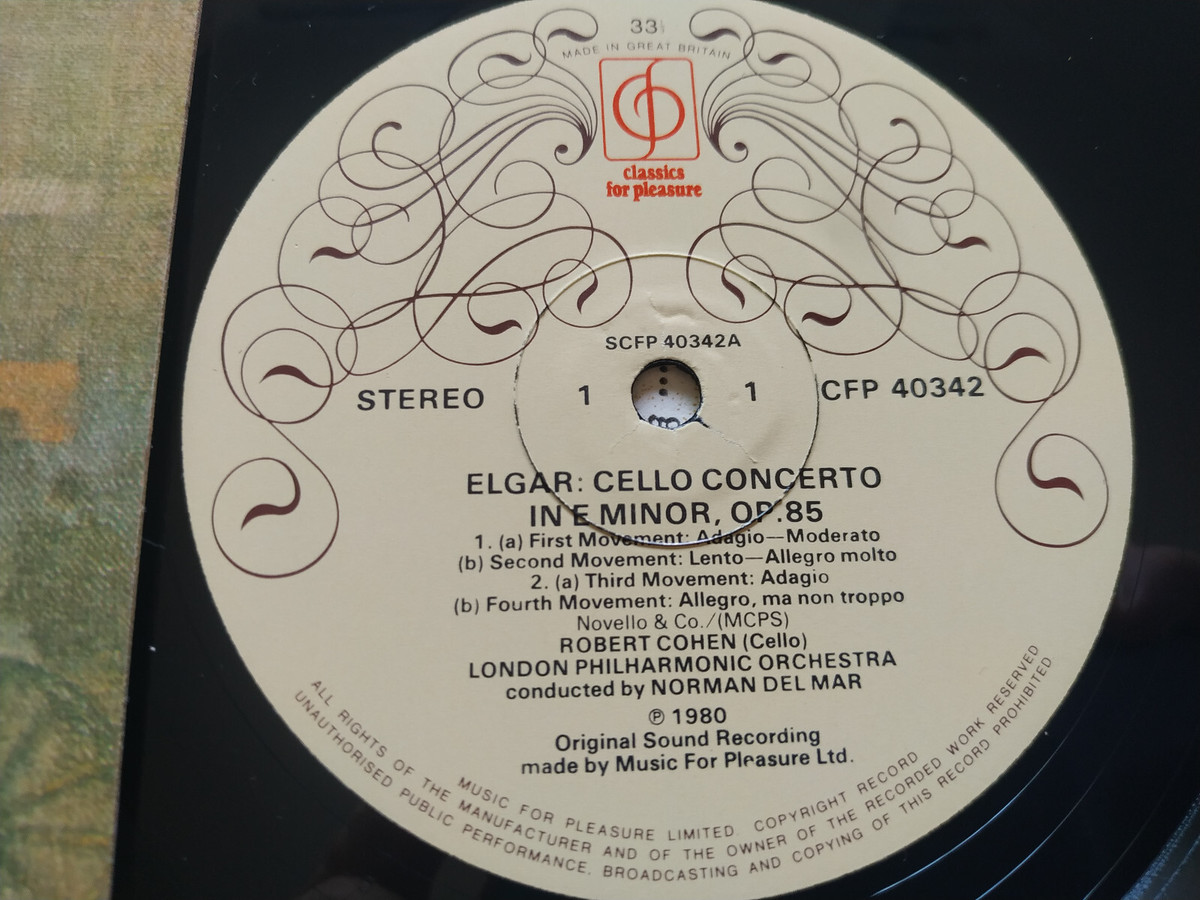 33⅓
MADE IN GREAT BRITAIN
classics
for pleasure
SCFP 40342A
STEREO 1 1 CFP 40342
ELGAR: CELLO CONCERTO
IN E MINOR, OP.85
1. (a) First Movement: Adagio—Moderato
(b) Second Movement: Lento—Allegro molto
2. (a) Third Movement: Adagio
(b) Fourth Movement: Allegro, ma non troppo
Novello & Co./(MCPS)
ROBERT COHEN (Cello)
LONDON PHILHARMONIC ORCHESTRA
conducted by NORMAN DEL MAR
℗ 1980
Original Sound Recording
made by Music For Pleasure Ltd.
MUSIC FOR PLEASURE LIMITED. COPYRIGHT RECORD
ALL RIGHTS OF THE MANUFACTURER AND OF THE OWNER OF THE RECORDED WORK RESERVED
UNAUTHORISED PUBLIC PERFORMANCE, BROADCASTING AND COPYING OF THIS RECORD PROHIBITED